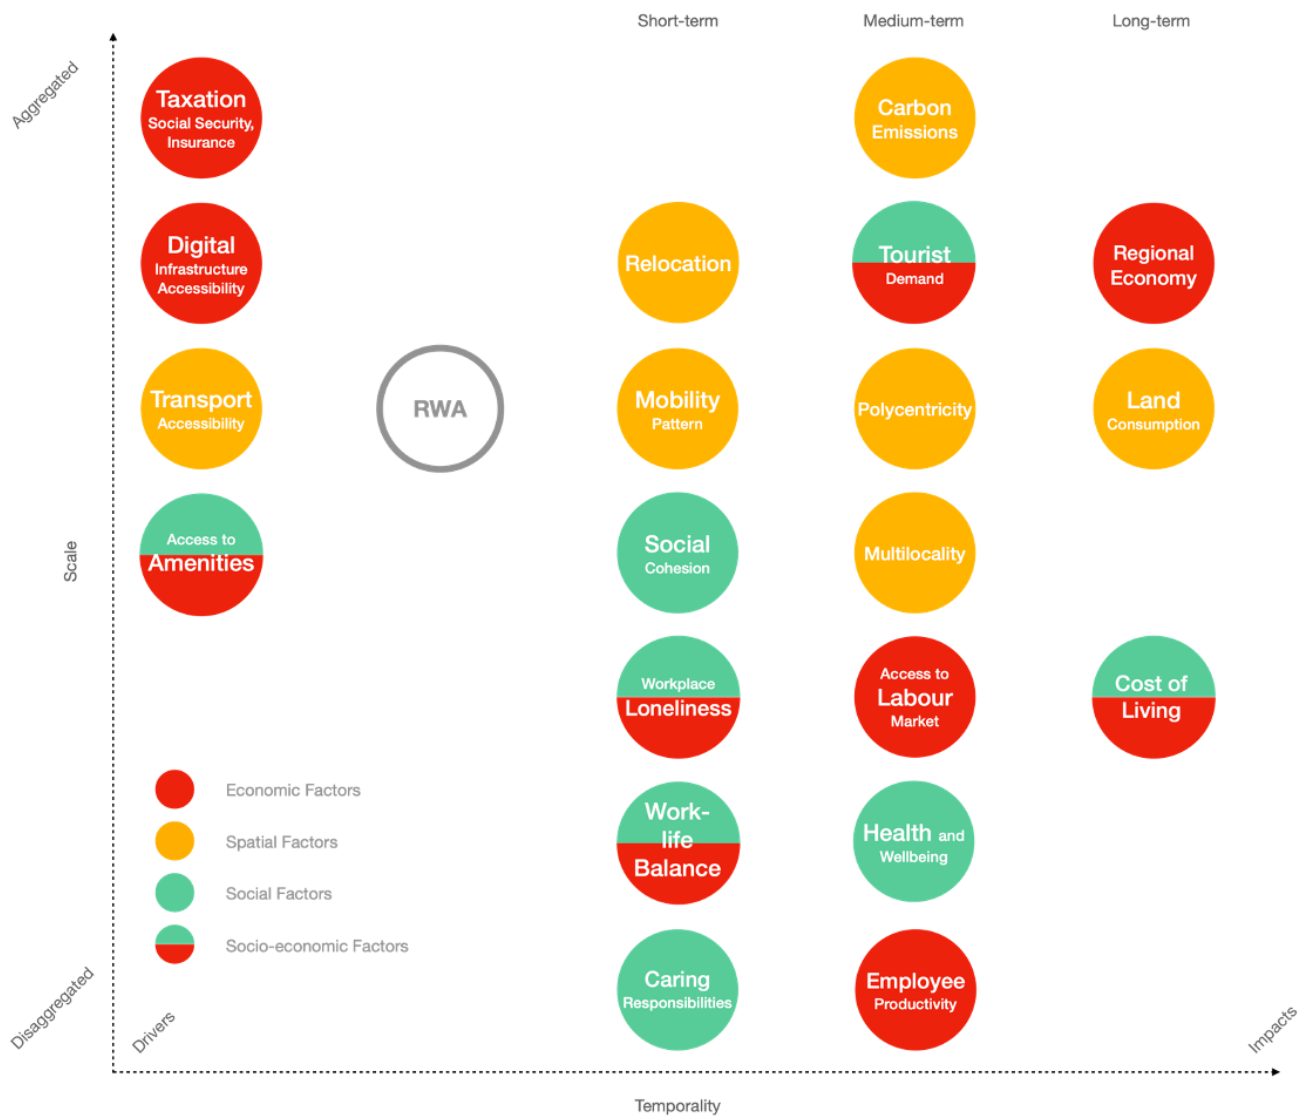 Short-term
Medium-term
Long-term
Aggregated
Taxation
Social Security,
Insurance
Carbon
Emissions
Digital
Infrastructure
Accessibility
Relocation
Tourist
Demand
Regional
Economy
Transport
Accessibility
RWA
Mobility
Pattern
Polycentricity
Land
Consumption
Scale
Access to
Amenities
Social
Cohesion
Multilocality
Workplace
Loneliness
Access to
Labour
Market
Cost of
Living
Economic Factors
Spatial Factors
Social Factors
Socio-economic Factors
Work-
life
Balance
Health and
Wellbeing
Caring
Responsibilities
Employee
Productivity
Disaggregated
Drivers
Impacts
Temporality